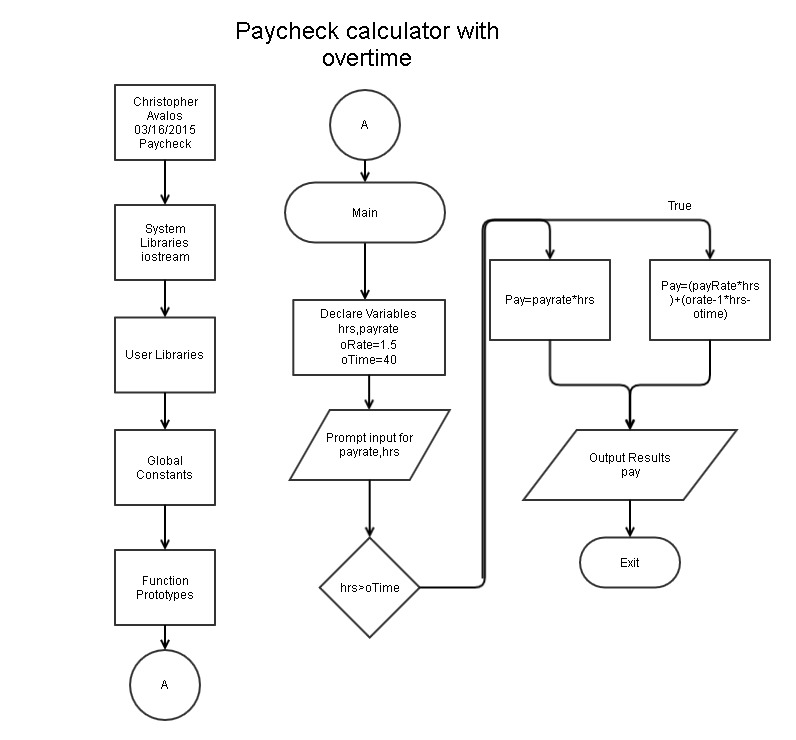 Paycheck calculator with
overtime
Christopher
Avalos
03/16/2015
Paycheck
System
Libraries
iostream
User Libraries
Global
Constants
Function
Prototypes
A
A
Main
Declare Variables
hrs,payrate
oRate=1.5
oTime=40
Prompt input for
payrate,hrs
hrs>oTime
True
Pay=payrate*hrs
Pay=(payRate*hrs
)+(orate-1*hrs-
otime)
Output Results
pay
Exit